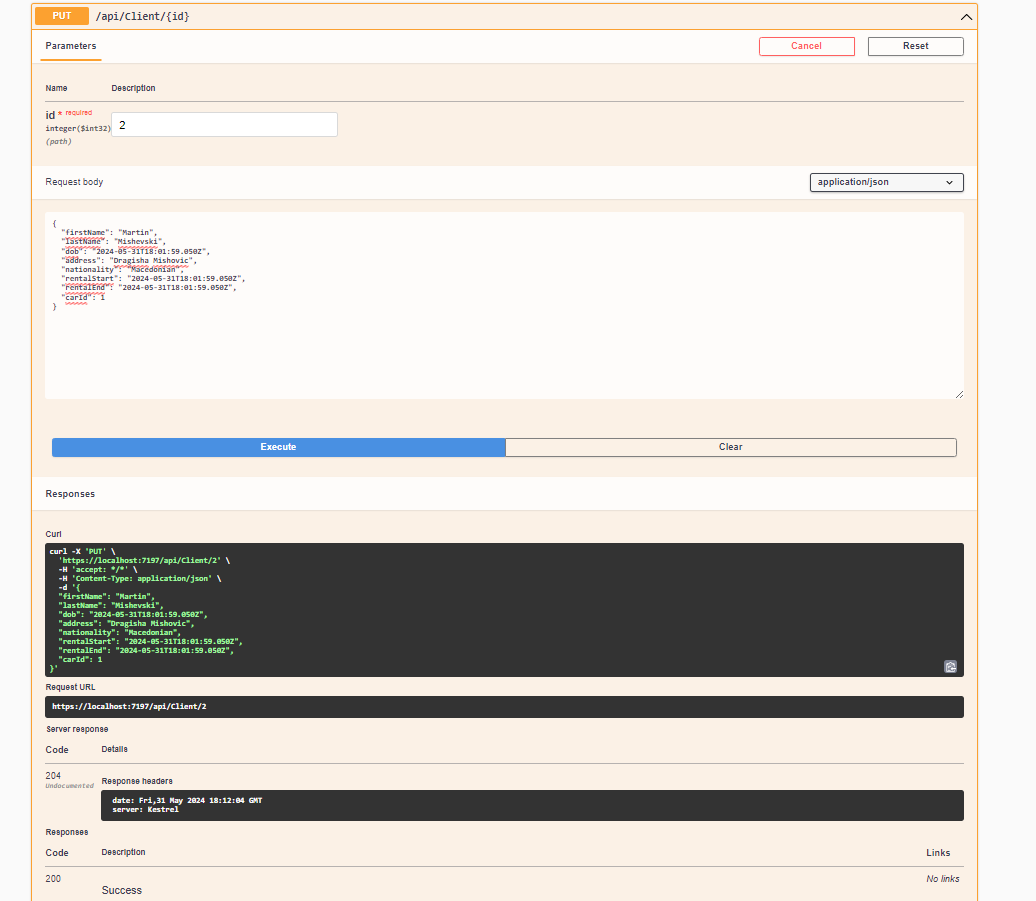 PUT /api/Client/{id}
Parameters
Cancel
Reset
Name Description
id * required
integer($int32)
(path)
2
Request body
application/json
{
"firstName": "Martin",
"lastName": "Mishevski",
"dob": "2024-05-31T18:01:59.050Z",
"address": "Dragisha Mishovic",
"nationality": "Macedonian",
"rentalStart": "2024-05-31T18:01:59.050Z",
"rentalEnd": "2024-05-31T18:01:59.050Z",
"carId": 1
}
Execute
Clear
Responses
Curl
curl -X 'PUT' \
'https://localhost:7197/api/Client/2' \
-H 'accept: */*' \
-H 'Content-Type: application/json' \
-d '{
"firstName": "Martin",
"lastName": "Mishevski",
"dob": "2024-05-31T18:01:59.050Z",
"address": "Dragisha Mishovic",
"nationality": "Macedonian",
"rentalStart": "2024-05-31T18:01:59.050Z",
"rentalEnd": "2024-05-31T18:01:59.050Z",
"carId": 1
}'
Request URL
https://localhost:7197/api/Client/2
Server response
Code Details
204
Undocumented
Response headers
date: Fri,31 May 2024 18:12:04 GMT
server: Kestrel
Responses
Code Description Links
200
Success
No links